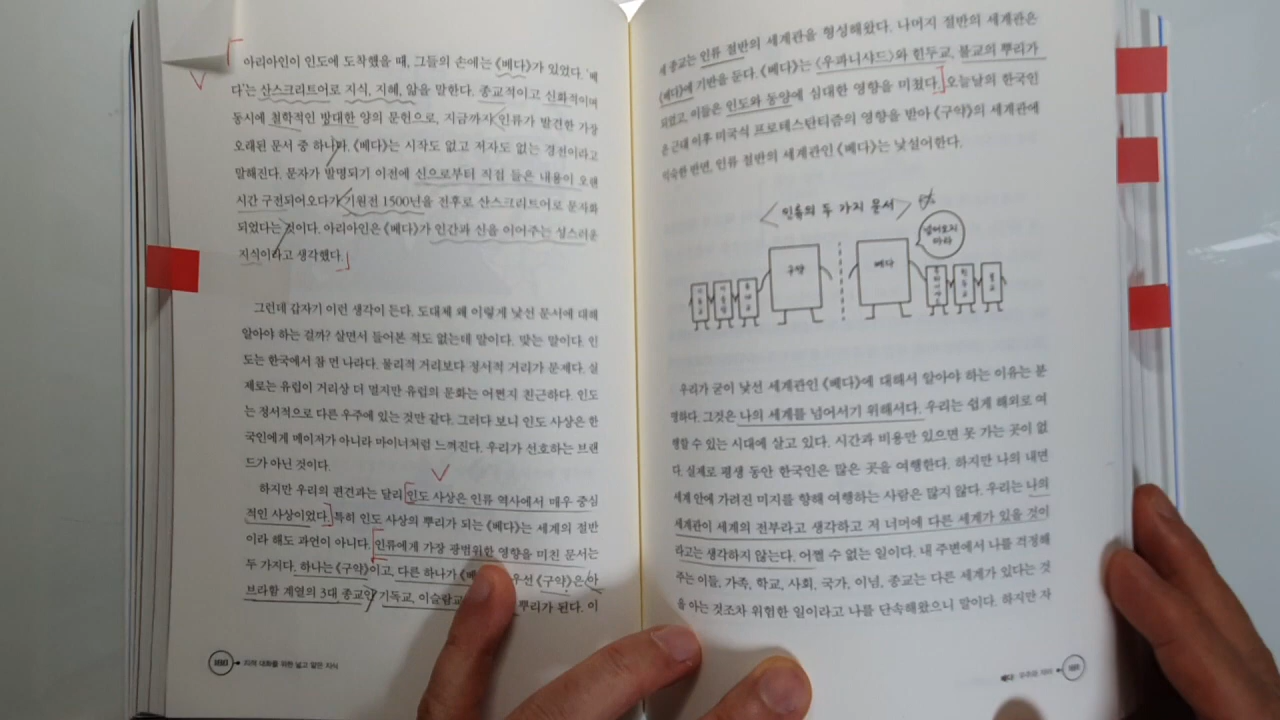 아리아인이 인도에 도착했을 때, 그들의 손에는 《베다》가 있었다. '베
다'는 산스크리트어로 지식, 지혜, 앎을 말한다. 종교적이고 신화적이며
동시에 철학적인 방대한 양의 문헌으로, 지금까지 인류가 발견한 가장
오래된 문서 중 하나다. 《베다》는 시작도 없고 저자도 없는 경전이라고
말해진다. 문자가 발명되기 이전에 신으로부터 직접 들은 내용이 오랜
시간 구전되어오다가 기원전 1500년을 전후로 산스크리트어로 문자화
되었다는 것이다. 아리아인은 《베다》가 인간과 신을 이어주는 성스러운
지식이라고 생각했다.
그런데 갑자기 이런 생각이 든다. 도대체 왜 이렇게 낯선 문서에 대해
알아야 하는 걸까? 살면서 들어본 적도 없는데 말이다. 맞는 말이다. 인
도는 한국에서 참 먼 나라다. 물리적 거리보다 정서적 거리가 문제다. 실
제로는 유럽이 거리상 더 멀지만 유럽의 문화는 어쩐지 친근하다. 인도
는 정서적으로 다른 우주에 있는 것만 같다. 그러다 보니 인도 사상은 한
국인에게 메이저가 아니라 마이너처럼 느껴진다. 우리가 선호하는 브랜
드가 아닌 것이다.
하지만 우리의 편견과는 달리 인도 사상은 인류 역사에서 매우 중심
적인 사상이었다. 특히 인도 사상의 뿌리가 되는 《베다》는 세계의 절반
이라 해도 과언이 아니다. 인류에게 가장 광범위한 영향을 미친 문서는
두 가지다. 하나는 《구약》이고, 다른 하나가 우선 《구약》은 아
브라함 계열의 3대 종교인 기독교, 이슬람교 뿌리가 된다. 이
지적 대화를 위한 넓고 얕은 지식
세 종교는 인류 절반의 세계관을 형성해왔다. 나머지 절반의 세계관은
《베다》에 기반을 둔다. 《베다》는 《우파니샤드》와 힌두교, 불교의 뿌리가
되었고, 이들은 인도와 동양에 심대한 영향을 미쳤다. 오늘날의 한국인
은 근대 이후 미국식 프로테스탄티즘의 영향을 받아 《구약》의 세계관에
익숙한 반면, 인류 절반의 세계관인 《베다》는 낯설어한다.
인류의 두 가지 문서
넘어오지
마라
구약
베다
우리가 굳이 낯선 세계관인 《베다》에 대해서 알아야 하는 이유는 분
명하다. 그것은 나의 세계를 넘어서기 위해서다. 우리는 쉽게 해외로 여
행할 수 있는 시대에 살고 있다. 시간과 비용만 있으면 못 가는 곳이 없
다. 실제로 평생 동안 한국인은 많은 곳을 여행한다. 하지만 나의 내면
세계 안에 가려진 미지를 향해 여행하는 사람은 많지 않다. 우리는 나의
세계관이 세계의 전부라고 생각하고 저 너머에 다른 세계가 있을 것이
라고는 생각하지 않는다. 어쩔 수 없는 일이다. 내 주변에서 나를 걱정해
주는 이들, 가족, 학교, 사회, 국가, 이념, 종교는 다른 세계가 있다는 것
을 아는 것조차 위험한 일이라고 나를 단속해왔으니 말이다. 하지만 자